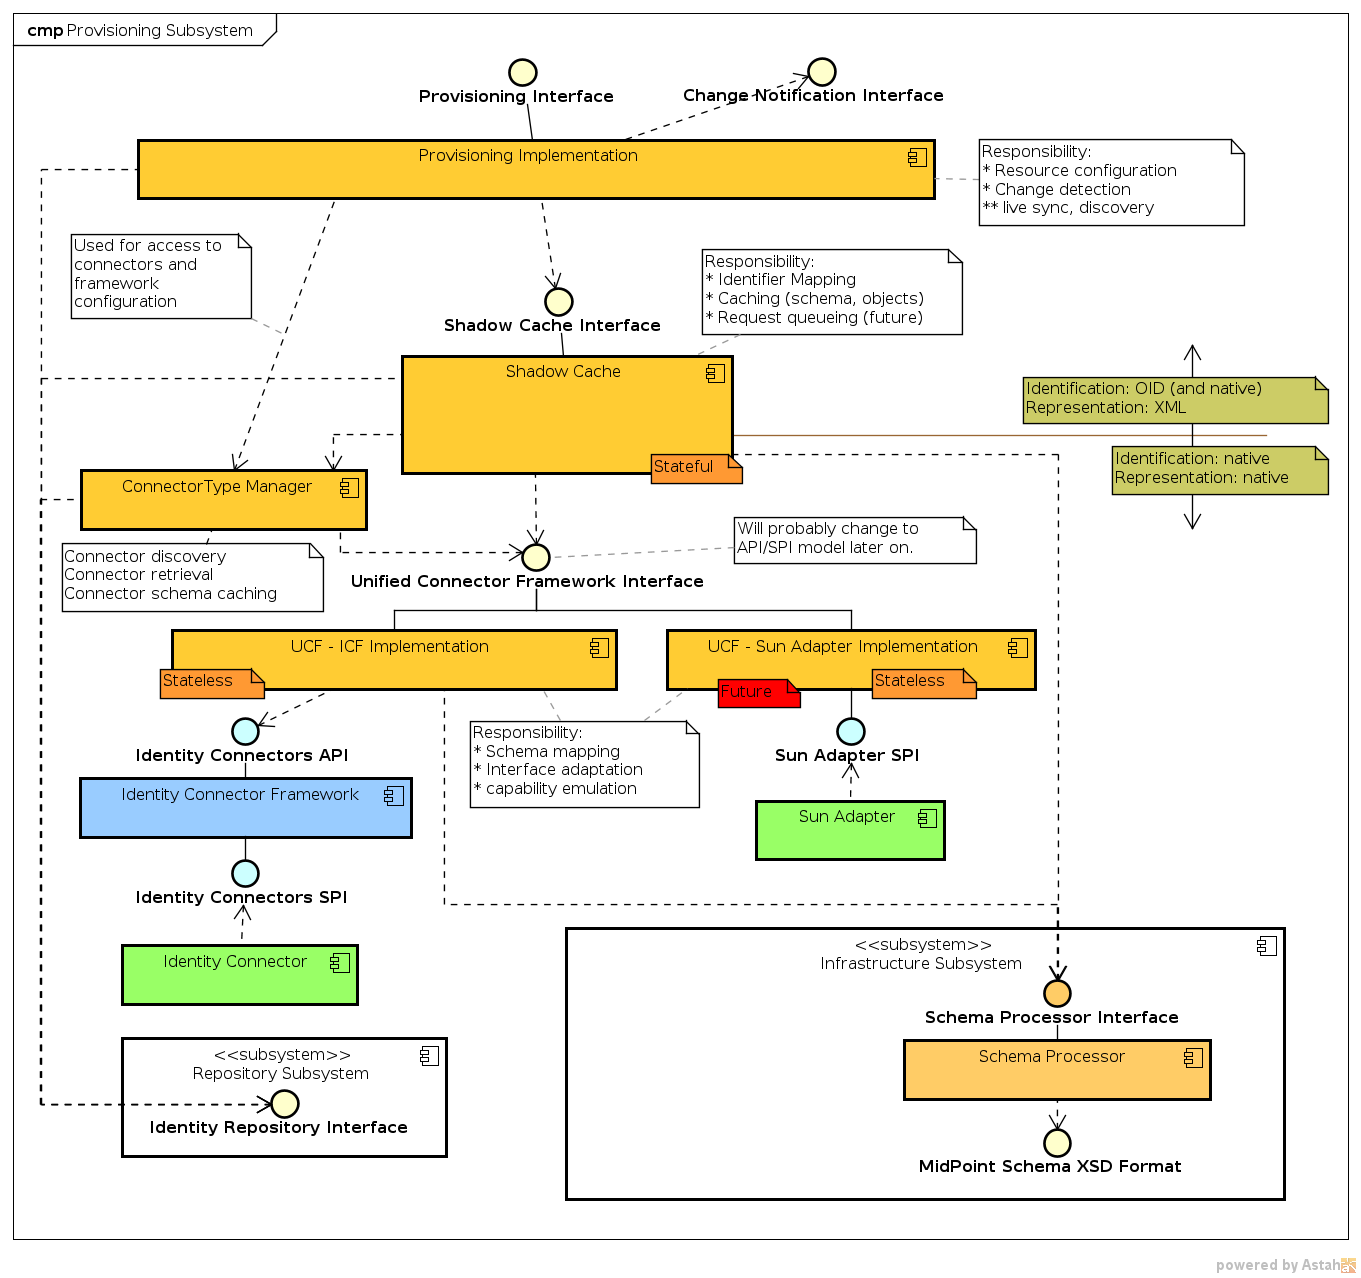 cmp Provisioning Subsystem
Provisioning Interface
Change Notification Interface
Provisioning Implementation
Responsibility:
* Resource configuration
* Change detection
** live sync, discovery
Used for access to
connectors and
framework
configuration
Responsibility:
* Identifier Mapping
* Caching (schema, objects)
* Request queueing (future)
Shadow Cache Interface
Shadow Cache
Stateful
Identification: OID (and native)
Representation: XML
Identification: native
Representation: native
ConnectorType Manager
Connector discovery
Connector retrieval
Connector schema caching
Will probably change to
API/SPI model later on.
Unified Connector Framework Interface
UCF - ICF Implementation
Stateless
UCF - Sun Adapter Implementation
Future
Stateless
Responsibility:
* Schema mapping
* Interface adaptation
* capability emulation
Identity Connectors API
Sun Adapter SPI
Identity Connector Framework
Sun Adapter
Identity Connectors SPI
Identity Connector
<<subsystem>>
Infrastructure Subsystem
Schema Processor Interface
Schema Processor
MidPoint Schema XSD Format
<<subsystem>>
Repository Subsystem
Identity Repository Interface
powered by Astah